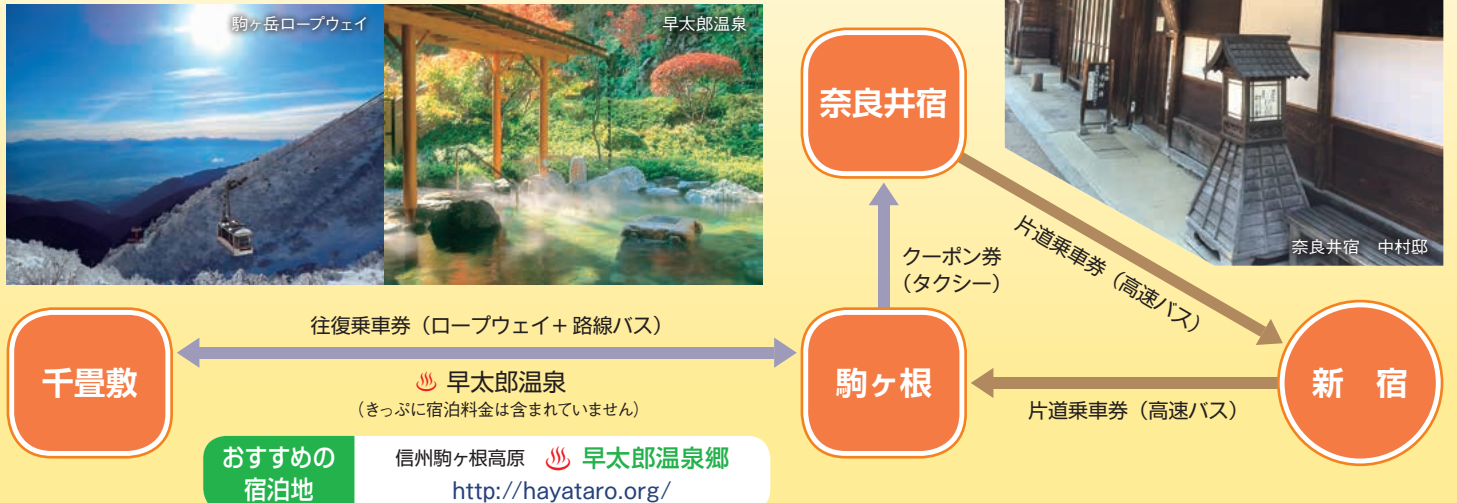 駒ヶ岳ロープウェイ
早太郎温泉
奈良井宿
奈良井宿 中村邸
クーポン券
（タクシー）
片道乗車券（高速バス）
往復乗車券（ロープウェイ＋路線バス）
千畳敷
早太郎温泉
（きっぷに宿泊料金は含まれていません）
駒ヶ根
片道乗車券（高速バス）
新 宿
おすすめの
宿泊地
信州駒ヶ根高原 早太郎温泉郷
http://hayataro.org/